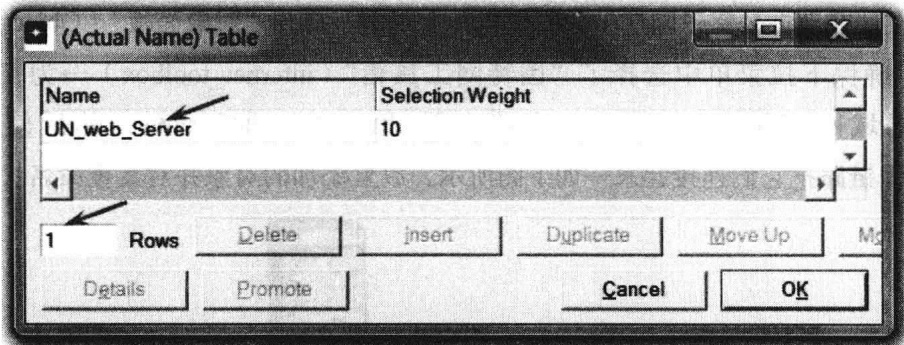 (Actual Name) Table
Name Selection Weight
UN_web_Server 10
1 Rows Delete Insert Duplicate Move Up
Details Promote Cancel OK